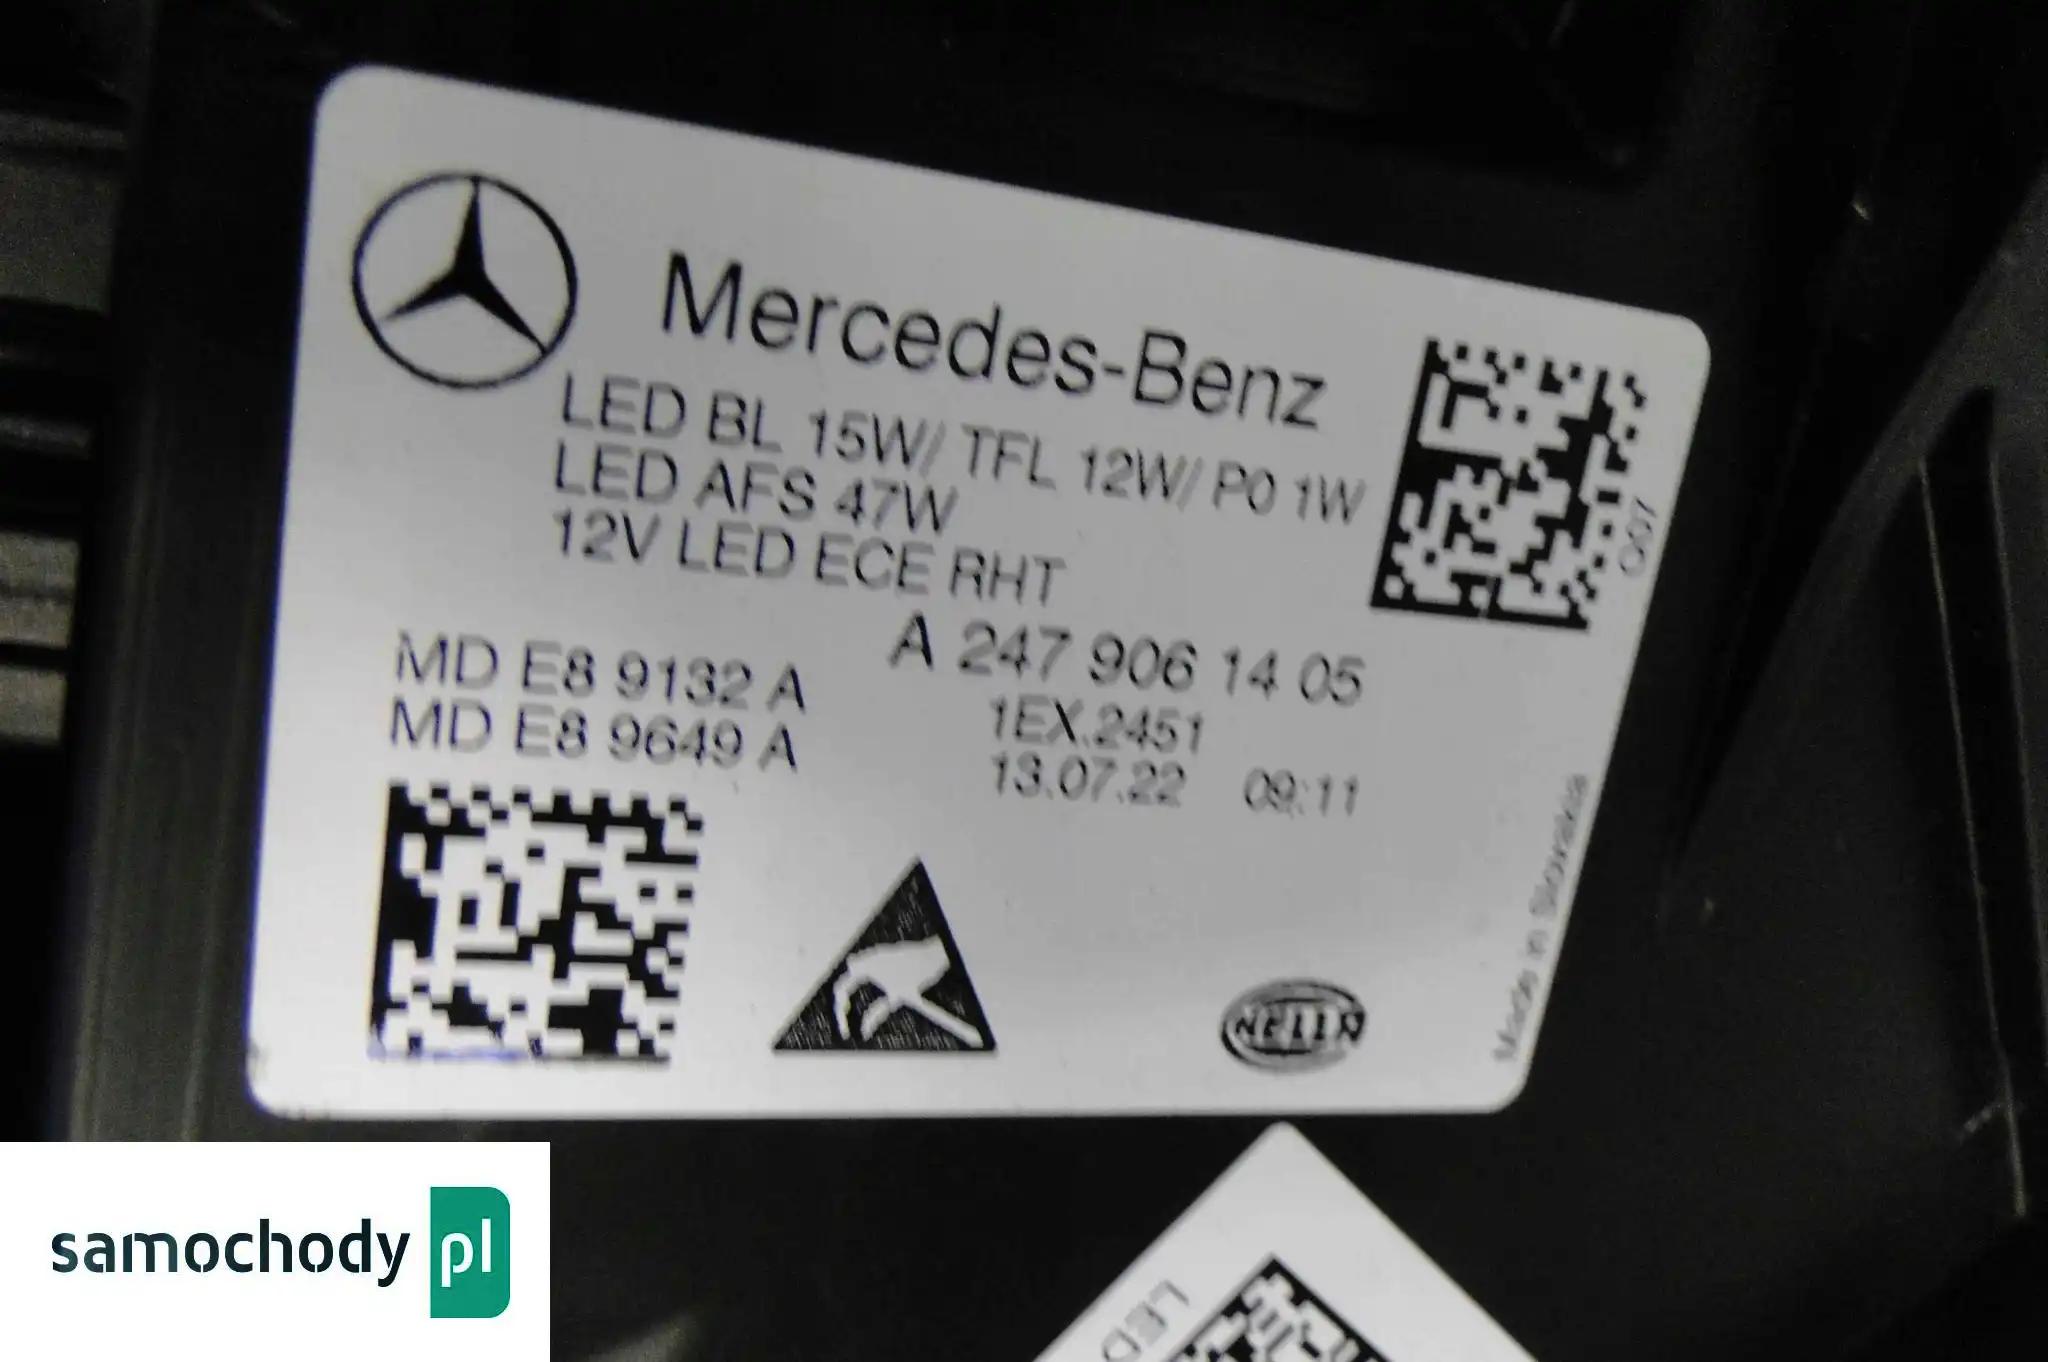 Mercedes-Benz
LED BL 15W/ TFL 12W/ P0 1W
LED AFS 47W
12V LED ECE RHT
A 247 906 14 05
MD E8 9132 A
1EX.2451
MD E8 9649 A
13.07.22 09:11
HELLA
Made in Slovakia
LED
samochody pl